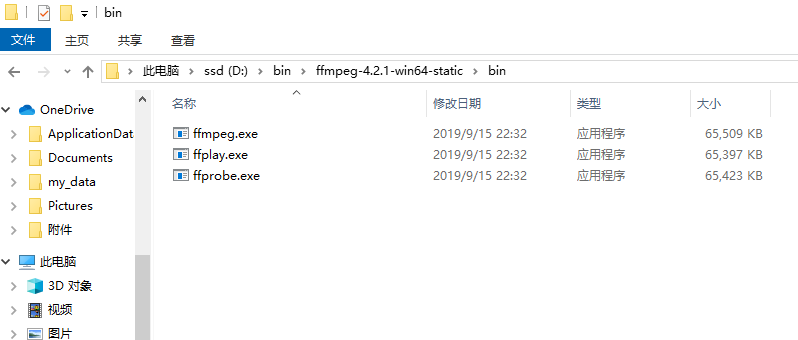 bin
文件 主页 共享 查看
此电脑 ssd (D:) bin ffmpeg-4.2.1-win64-static bin
名称 修改日期 类型 大小
OneDrive
ApplicationDat
Documents
my_data
Pictures
附件
此电脑
3D 对象
视频
图片
ffmpeg.exe 2019/9/15 22:32 应用程序 65,509 KB
ffplay.exe 2019/9/15 22:32 应用程序 65,397 KB
ffprobe.exe 2019/9/15 22:32 应用程序 65,423 KB